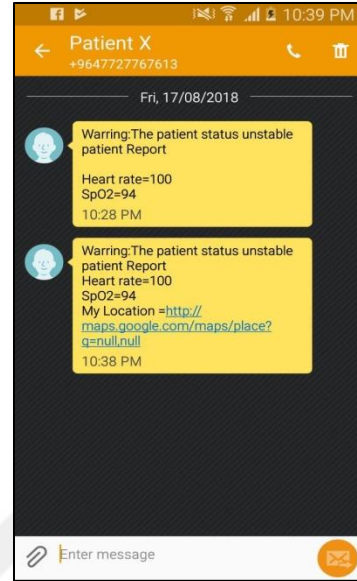 10:39 PM
Patient X
+9647727767613
Fri, 17/08/2018
Warring:The patient status unstable
patient Report
Heart rate=100
SpO2=94
10:28 PM
Warring:The patient status unstable
patient Report
Heart rate=100
SpO2=94
My Location =http://
maps.google.com/maps/place?
q=null,null
10:38 PM
Enter message